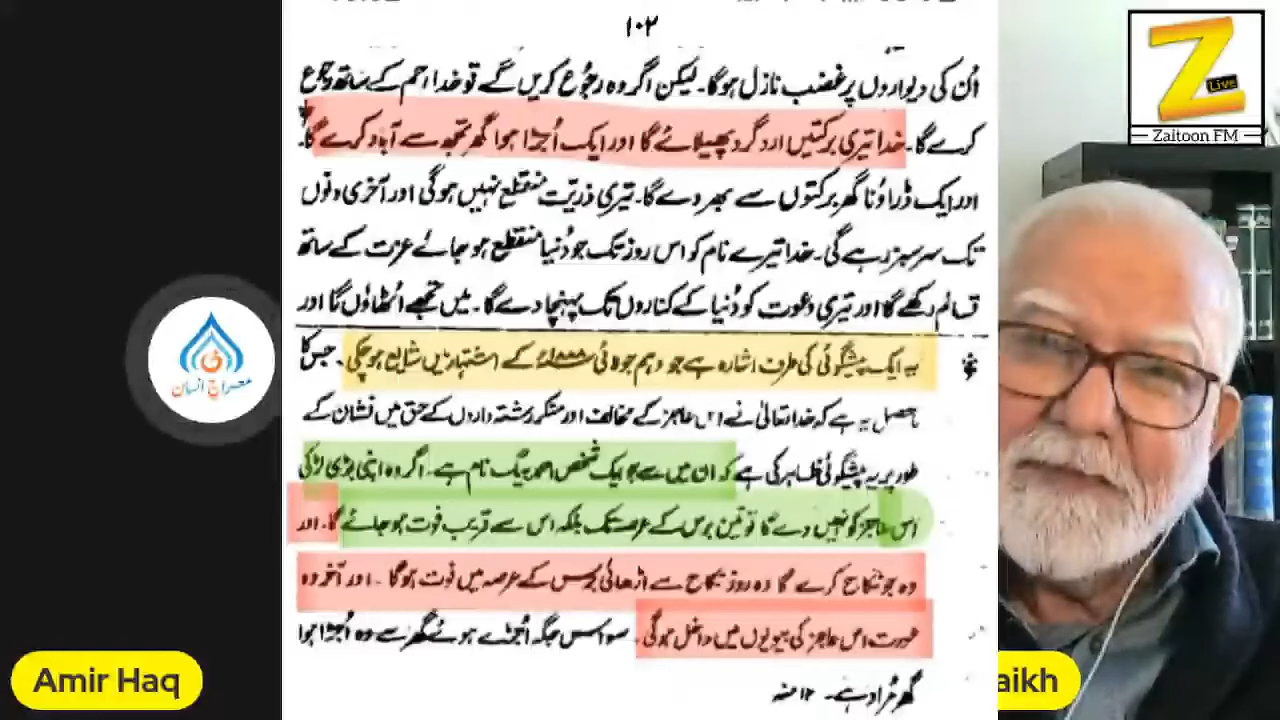 ۱۰۲
اُن کی دیواروں پر غضب نازل ہوگا۔ لیکن اگر وہ رجوع کریں گے تو خدا رحم کے ساتھ رجوع
کرے گا۔ خدا تیری برکتیں اردگرد پھیلائے گا اور ایک اُجڑا ہوا گھر تجھ سے آباد کرے گا۔
اور ایک ڈراؤنا گھر برکتوں سے بھر دے گا۔ تیری ذریّت منقطع نہیں ہوگی اور آخری دنوں
تک سرسبز رہے گی۔ خدا تیرے نام کو اس روز تک جو دُنیا منقطع ہو جائے عزت کے ساتھ
قائم رکھے گا اور تیری دعوت کو دُنیا کے کناروں تک پہنچا دے گا۔ میں تجھے اُٹھاؤں گا اور
یہ ایک پیشگوئی کی طرف اشارہ ہے جو دہم جولائی ۱۸۸۸ء کے اشتہار میں شایع ہو چکی۔ جس کا
ماحصل یہ ہے کہ خدا تعالیٰ نے اس عاجز کے مخالف اور منکر رشتہ داروں کے حق میں نشان کے
طور پر یہ پیشگوئی ظاہر کی ہے کہ ان میں سے جو ایک شخص احمد بیگ نام ہے۔ اگر وہ اپنی بڑی لڑکی
اس عاجز کو نہیں دے گا تو تین برس کے عرصہ تک بلکہ اس سے قریب فوت ہو جائے گا۔ اور
وہ جو نکاح کرے گا وہ روز نکاح سے اڑھائی برس کے عرصہ میں فوت ہوگا۔ اور آخر وہ
عورت اس عاجز کی بیویوں میں داخل ہوگی۔ سو اس جگہ اُجڑے ہوئے گھر سے وہ اُجڑا ہوا
گھر مُراد ہے۔ ۱۲ منہ
معراج انسان
Z
Live
Zaitoon FM
Amir Haq
aikh